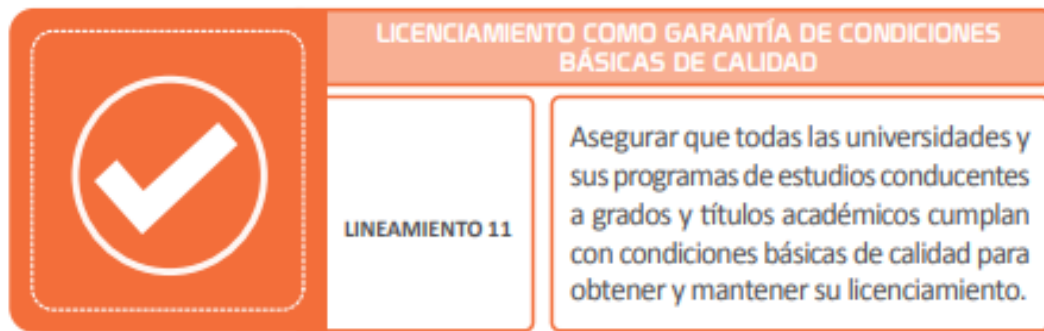 LICENCIAMIENTO COMO GARANTÍA DE CONDICIONES
BÁSICAS DE CALIDAD
LINEAMIENTO 11
Asegurar que todas las universidades y
sus programas de estudios conducentes
a grados y títulos académicos cumplan
con condiciones básicas de calidad para
obtener y mantener su licenciamiento.